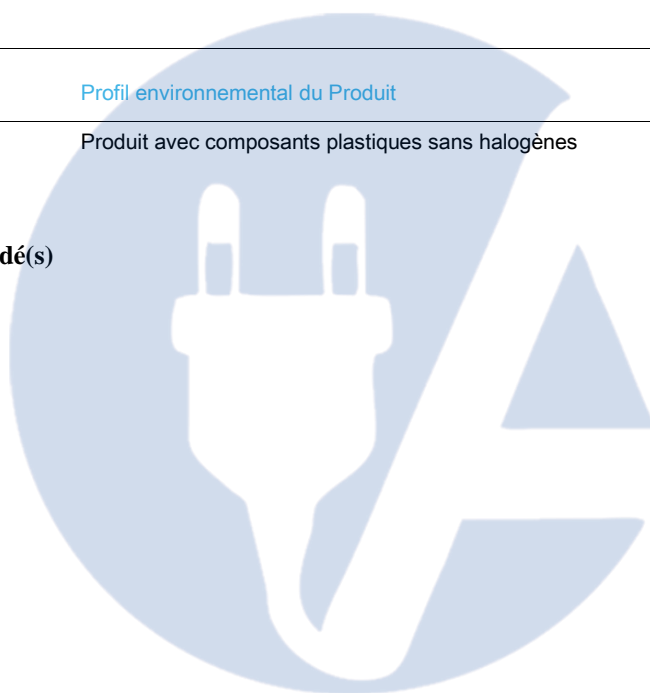 Profil environnemental du Produit
Produit avec composants plastiques sans halogènes
dé(s)